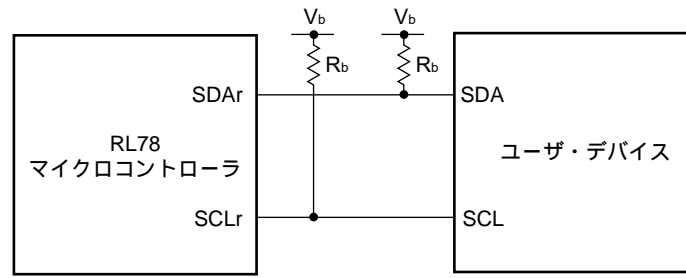 Vb Vb
Rb Rb
SDAr SDA
RL78
マイクロコントローラ
ユーザ・デバイス
SCLr SCL